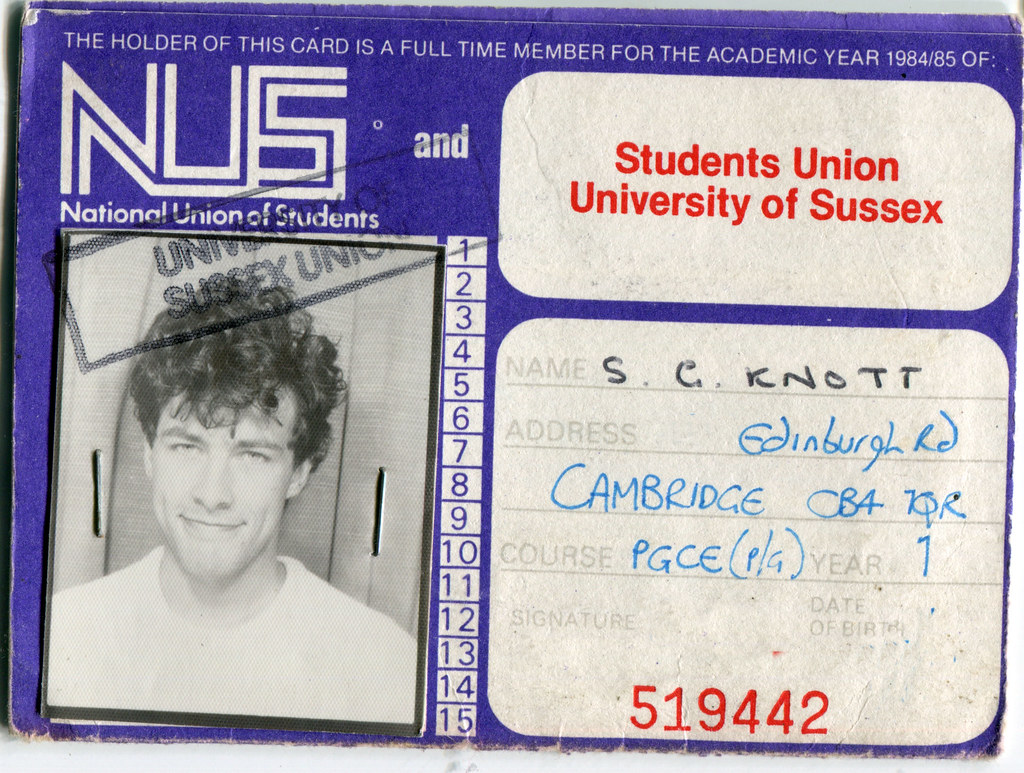 THE HOLDER OF THIS CARD IS A FULL TIME MEMBER FOR THE ACADEMIC YEAR 1984/85 OF:
NUS and
National Union of Students
SUSSEX UNION
Students Union
University of Sussex
1
2
3
4
5
6
7
8
9
10
11
12
13
14
15
NAME S. G. KNOTT
ADDRESS Edinburgh Rd
CAMBRIDGE CB4 1QR
COURSE PGCE (P/G) YEAR 1
SIGNATURE DATE
OF BIRTH
519442